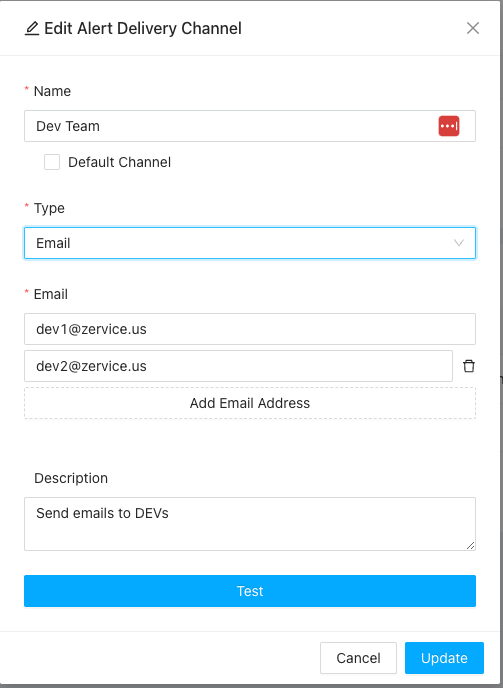 Edit Alert Delivery Channel
* Name
Dev Team
Default Channel
* Type
Email
* Email
dev1@zervice.us
dev2@zervice.us
Add Email Address
Description
Send emails to DEVs
Test
Cancel
Update